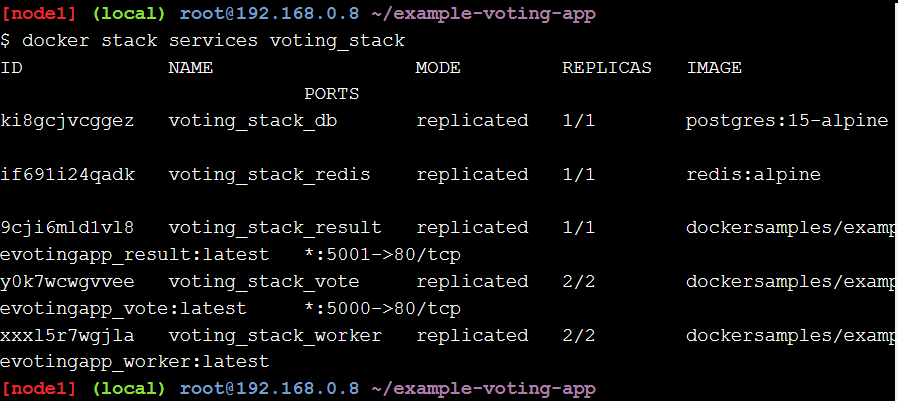 [node1] (local) root@192.168.0.8 ~/example-voting-app
$ docker stack services voting_stack
ID NAME MODE REPLICAS IMAGE
PORTS
ki8gcjvcggez voting_stack_db replicated 1/1 postgres:15-alpine
if691i24qadk voting_stack_redis replicated 1/1 redis:alpine
9cji6mld1vl8 voting_stack_result replicated 1/1 dockersamples/examp
evotingapp_result:latest *:5001->80/tcp
y0k7wcwgvvee voting_stack_vote replicated 2/2 dockersamples/examp
evotingapp_vote:latest *:5000->80/tcp
xxxl5r7wgjla voting_stack_worker replicated 2/2 dockersamples/examp
evotingapp_worker:latest
[node1] (local) root@192.168.0.8 ~/example-voting-app